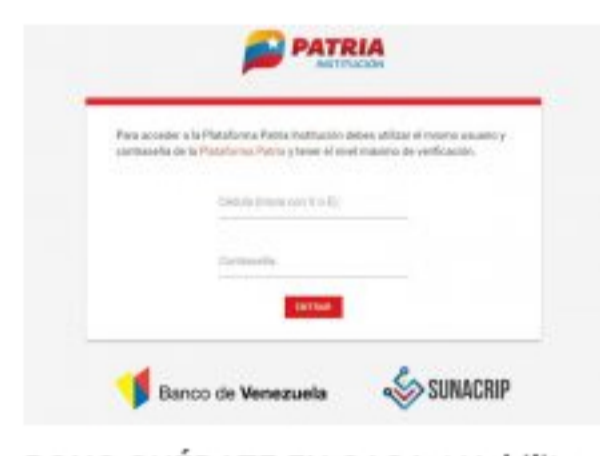 PATRIA
INSTITUCIÓN
Para acceder a la Plataforma Patria Institución debes utilizar el mismo usuario y
contraseña de la Plataforma Patria y tener el nivel máximo de verificación.
Cédula (Inicia con V o E)
Contraseña
ENTRAR
Banco de Venezuela
SUNACRIP